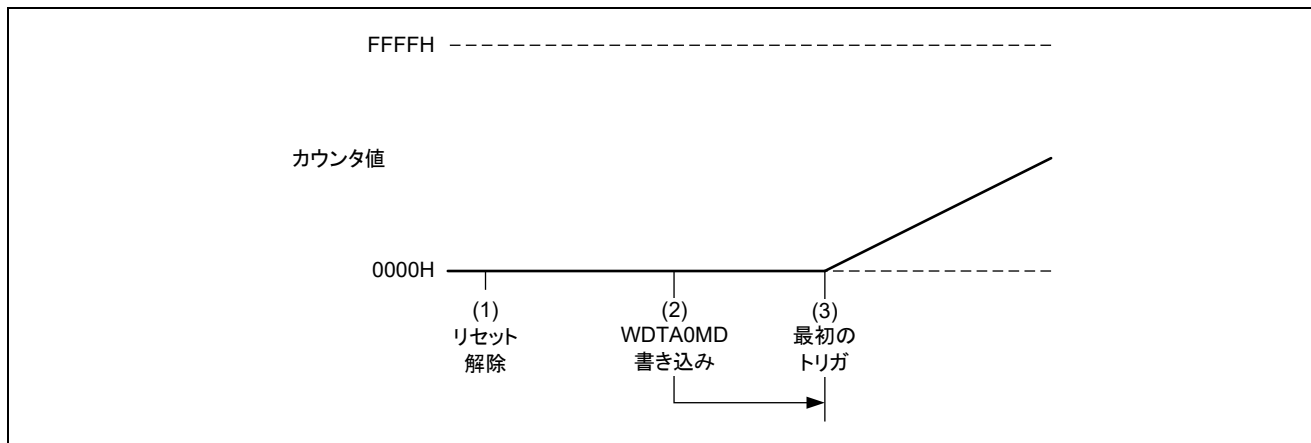 FFFFH
カウンタ値
0000H
(1)
リセット
解除
(2)
WDTA0MD
書き込み
(3)
最初の
トリガ